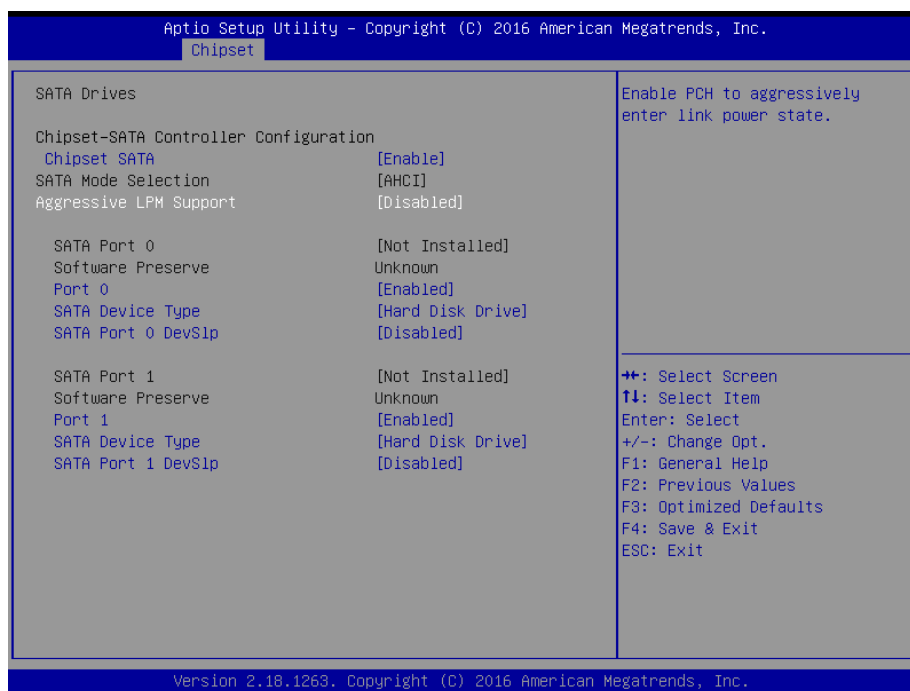 Aptio Setup Utility – Copyright (C) 2016 American Megatrends, Inc.
Chipset
SATA Drives
Chipset-SATA Controller Configuration
Chipset SATA [Enable]
SATA Mode Selection [AHCI]
Aggressive LPM Support [Disabled]
SATA Port 0 [Not Installed]
Software Preserve Unknown
Port 0 [Enabled]
SATA Device Type [Hard Disk Drive]
SATA Port 0 DevSlp [Disabled]
SATA Port 1 [Not Installed]
Software Preserve Unknown
Port 1 [Enabled]
SATA Device Type [Hard Disk Drive]
SATA Port 1 DevSlp [Disabled]
Enable PCH to aggressively
enter link power state.
→←: Select Screen
↑↓: Select Item
Enter: Select
+/-: Change Opt.
F1: General Help
F2: Previous Values
F3: Optimized Defaults
F4: Save & Exit
ESC: Exit
Version 2.18.1263. Copyright (C) 2016 American Megatrends, Inc.